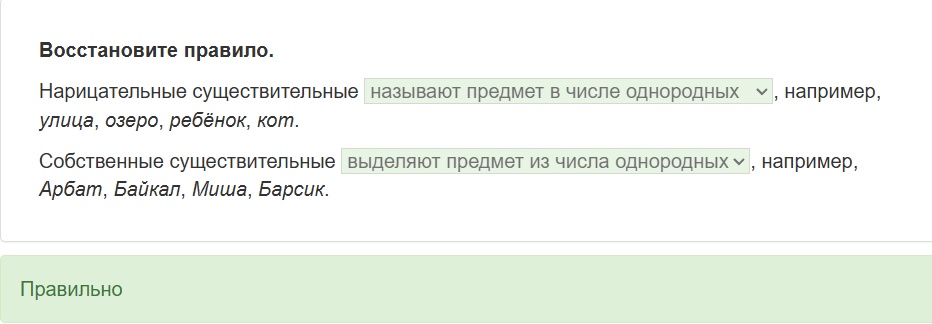 Восстановите правило.
Нарицательные существительные называют предмет в числе однородных, например,
улица, озеро, ребёнок, кот.
Собственные существительные выделяют предмет из числа однородных, например,
Арбат, Байкал, Миша, Барсик.
Правильно